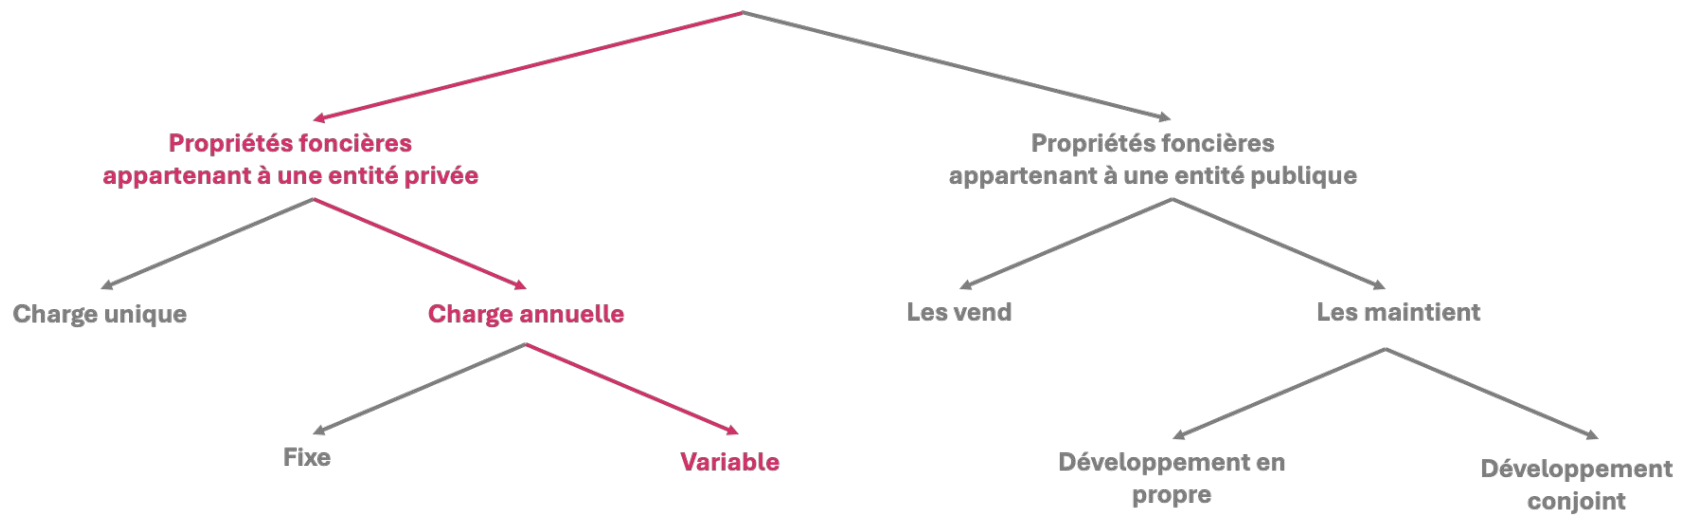 Propriétés foncières
appartenant à une entité privée
Propriétés foncières
appartenant à une entité publique
Charge unique
Charge annuelle
Les vend
Les maintient
Fixe
Variable
Développement en
propre
Développement
conjoint